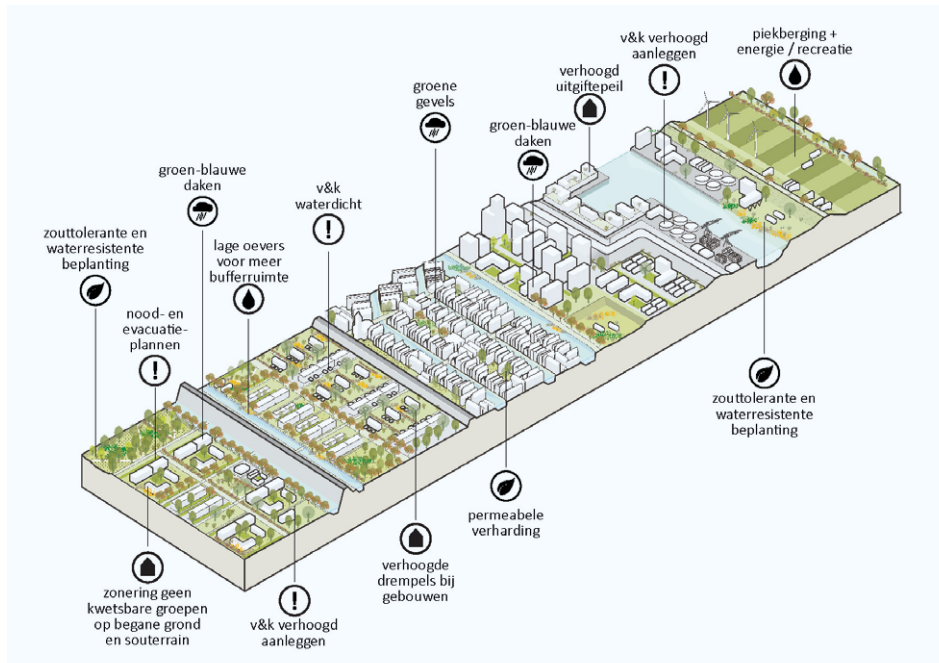 piekberging +
energie / recreatie
v&k verhoogd
aanleggen
verhoogd
uitgiftepeil
groene
gevels
groen-blauwe
daken
groen-blauwe
daken
v&k
waterdicht
zouttolerante en
waterresistente
beplanting
lage oevers
voor meer
bufferruimte
nood- en
evacuatie-
plannen
zouttolerante en
waterresistente
beplanting
permeabele
verharding
verhoogde
drempels bij
gebouwen
zonering geen
kwetsbare groepen
op begane grond
en souterrain
v&k verhoogd
aanleggen